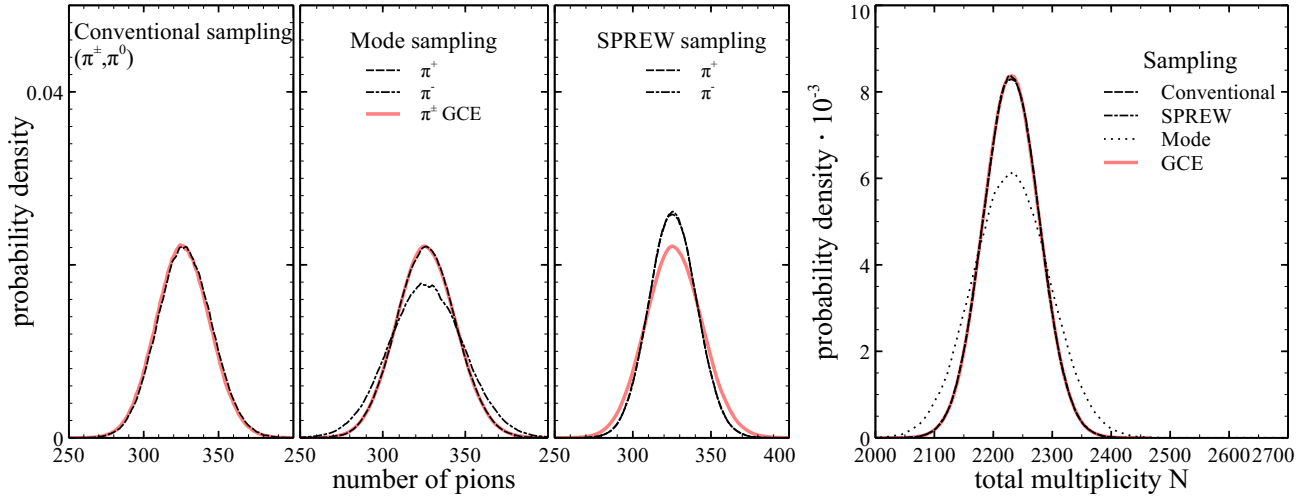 Conventional sampling
(π±,π⁰)
Mode sampling
π⁺
π⁻
π± GCE
SPREW sampling
π⁺
π⁻
0.04
0
probability density
250 300 350
250 300 350
250 300 350 400
number of pions
Sampling
Conventional
SPREW
Mode
GCE
10
8
6
4
2
0
probability density · 10⁻³
2000 2100 2200 2300 2400 2500 2600 2700
total multiplicity N